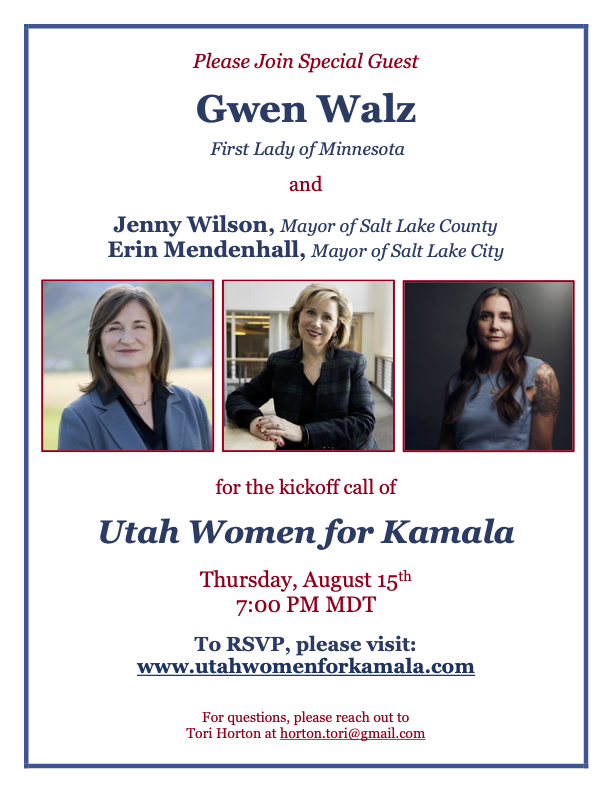 Please Join Special Guest
Gwen Walz
First Lady of Minnesota
and
Jenny Wilson, Mayor of Salt Lake County
Erin Mendenhall, Mayor of Salt Lake City
for the kickoff call of
Utah Women for Kamala
Thursday, August 15th
7:00 PM MDT
To RSVP, please visit:
www.utahwomenforkamala.com
For questions, please reach out to
Tori Horton at horton.tori@gmail.com